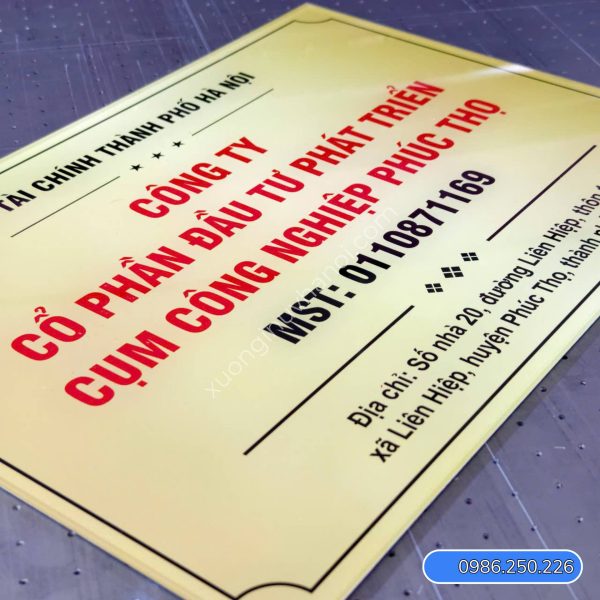 TÀI CHÍNH THÀNH PHỐ HÀ NỘI
CÔNG TY
CỔ PHẦN ĐẦU TƯ PHÁT TRIỂN
CỤM CÔNG NGHIỆP PHÚC THỌ
MST: 0110871169
Địa chỉ: Số nhà 20, đường Liên Hiệp, thôn
xã Liên Hiệp, huyện Phúc Thọ, thành
0986.250.226